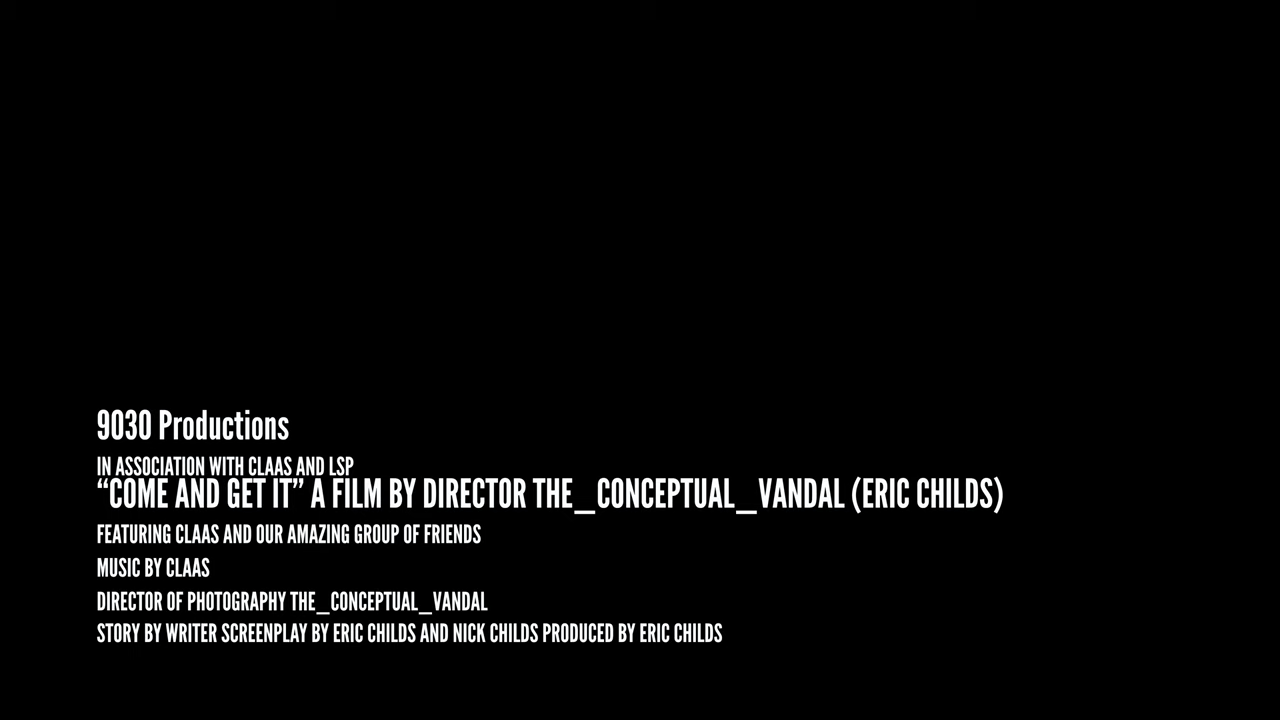 9030 Productions
IN ASSOCIATION WITH CLAAS AND LSP
“COME AND GET IT” A FILM BY DIRECTOR THE_CONCEPTUAL_VANDAL (ERIC CHILDS)
FEATURING CLAAS AND OUR AMAZING GROUP OF FRIENDS
MUSIC BY CLAAS
DIRECTOR OF PHOTOGRAPHY THE_CONCEPTUAL_VANDAL
STORY BY WRITER SCREENPLAY BY ERIC CHILDS AND NICK CHILDS PRODUCED BY ERIC CHILDS